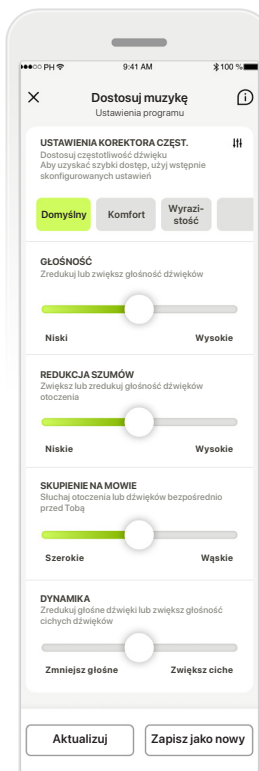 PH 9:41 AM 100 %
Dostosuj muzykę
Ustawienia programu
USTAWIENIA KOREKTORA CZĘST.
Dostosuj częstotliwość dźwięku
Aby uzyskać szybki dostęp, użyj wstępnie
skonfigurowanych ustawień
Domyślny Komfort Wyrazi-
stość
GŁOŚNOŚĆ
Zredukuj lub zwiększ głośność dźwięków
Niski Wysokie
REDUKCJA SZUMÓW
Zwiększ lub zredukuj głośność dźwięków
otoczenia
Niskie Wysokie
SKUPIENIE NA MOWIE
Słuchaj otoczenia lub dźwięków bezpośrednio
przed Tobą
Szerokie Wąskie
DYNAMIKA
Zredukuj głośne dźwięki lub zwiększ głośność
cichych dźwięków
Zmniejsz głośne Zwiększ ciche
Aktualizuj Zapisz jako nowy